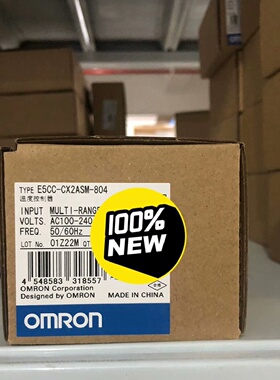 TYPE E5CC-CX2ASM-804
温度控制器
INPUT MULTI-RANGE
VOLTS. AC100-240
FREQ. 50/60Hz
LOT No 01Z22M QT
100%
NEW
4 548583 318557
OMRON Corporation
Designed by OMRON
MADE IN CHINA
OMRON